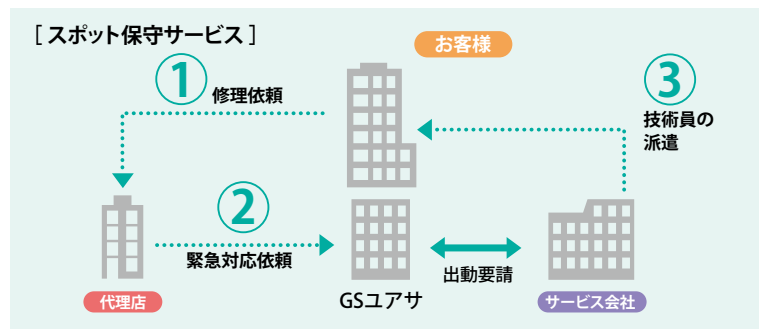 [ スポット保守サービス ]
お客様
①
修理依頼
③
技術員の
派遣
②
緊急対応依頼
出動要請
代理店
GSユアサ
サービス会社